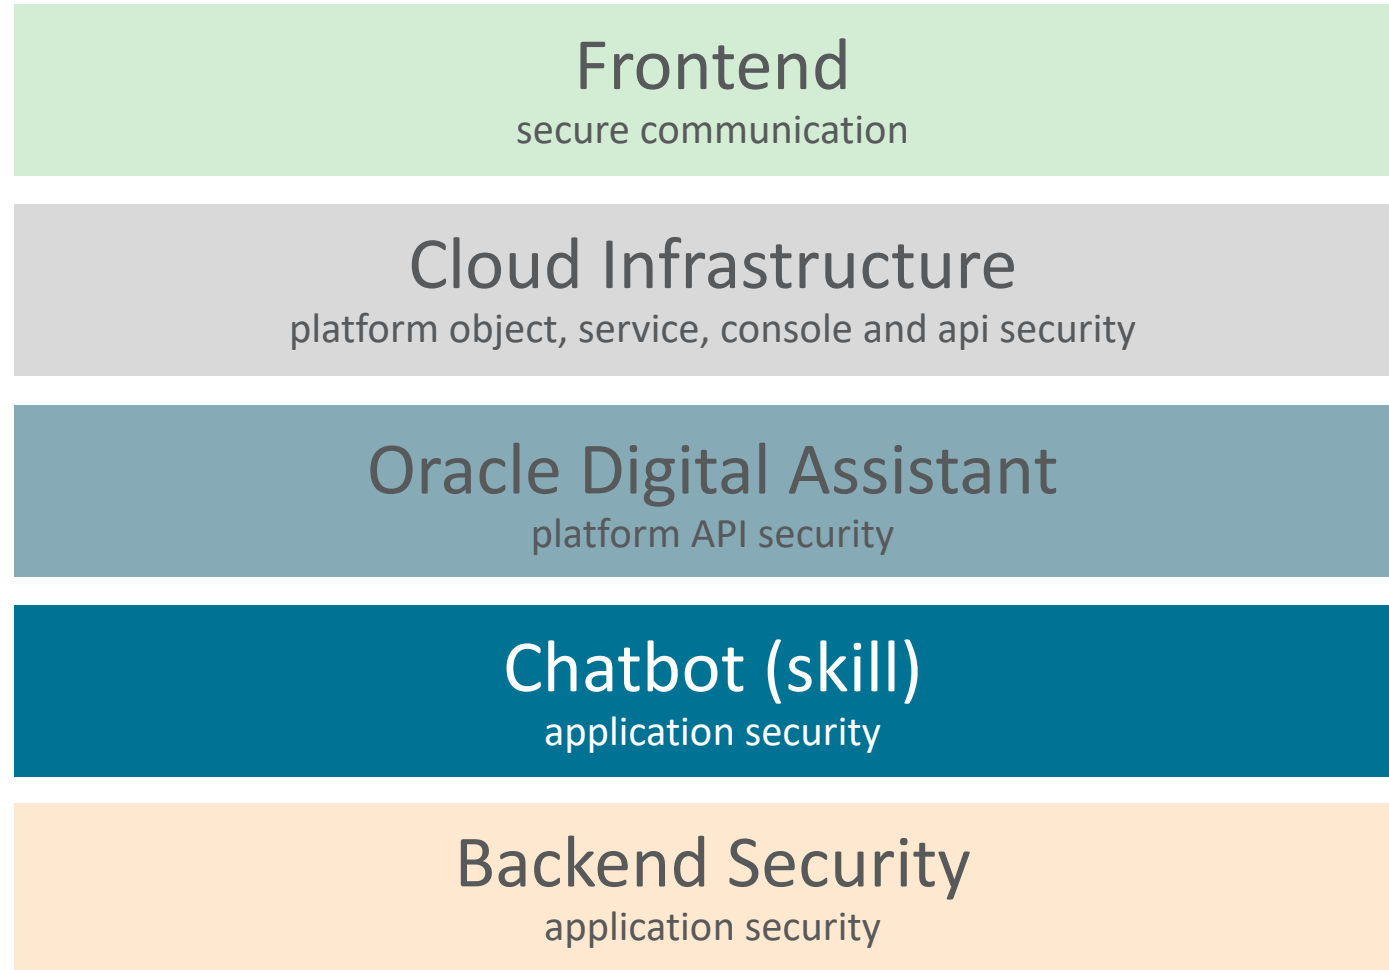 Frontend
secure communication
Cloud Infrastructure
platform object, service, console and api security
Oracle Digital Assistant
platform API security
Chatbot (skill)
application security
Backend Security
application security